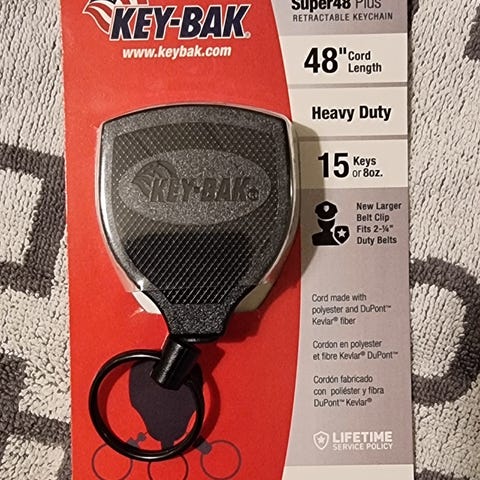 Super48 Plus
RETRACTABLE KEYCHAIN
KEY-BAK®
www.keybak.com
48" Cord
Length
Heavy Duty
15 Keys
or 8oz.
KEY-BAK®
New Larger
Belt Clip
Fits 2-¼"
Duty Belts
Cord made with
polyester and DuPont™
Kevlar® fiber
Cordon en polyester
et fibre Kevlar® DuPont™
Cordón fabricado
con poliéster y fibra
DuPont™ Kevlar®
LIFETIME
SERVICE POLICY